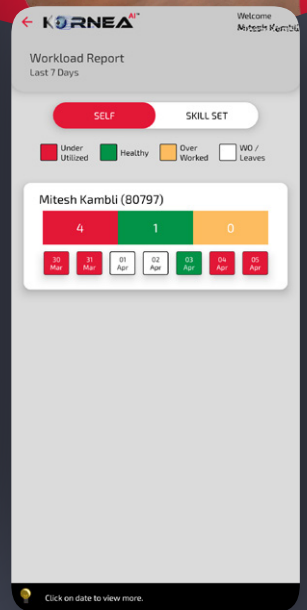 ← KORNEA AI™
Welcome
Mitesh Kambli
Workload Report
Last 7 Days
SELF
SKILL SET
Under
Utilized
Healthy
Over
Worked
WO /
Leaves
Mitesh Kambli (80797)
4
1
0
30
Mar
31
Mar
01
Apr
02
Apr
03
Apr
04
Apr
05
Apr
Click on date to view more.